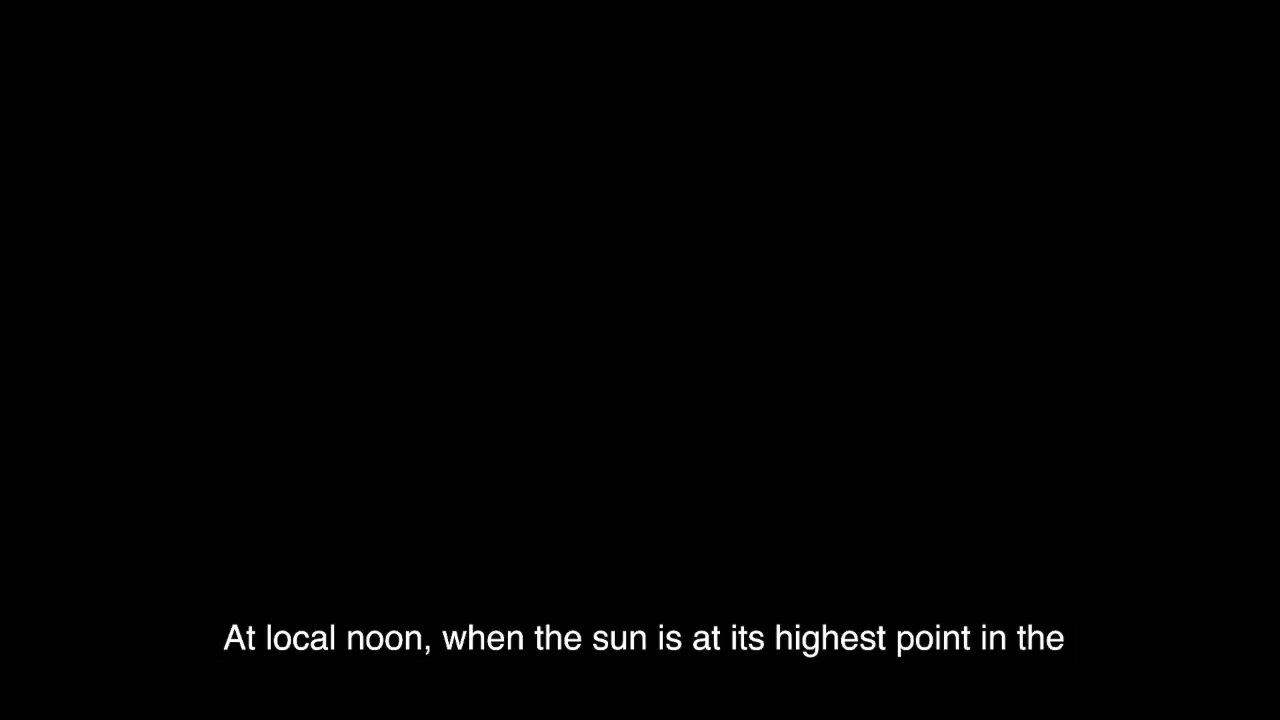 At local noon, when the sun is at its highest point in the